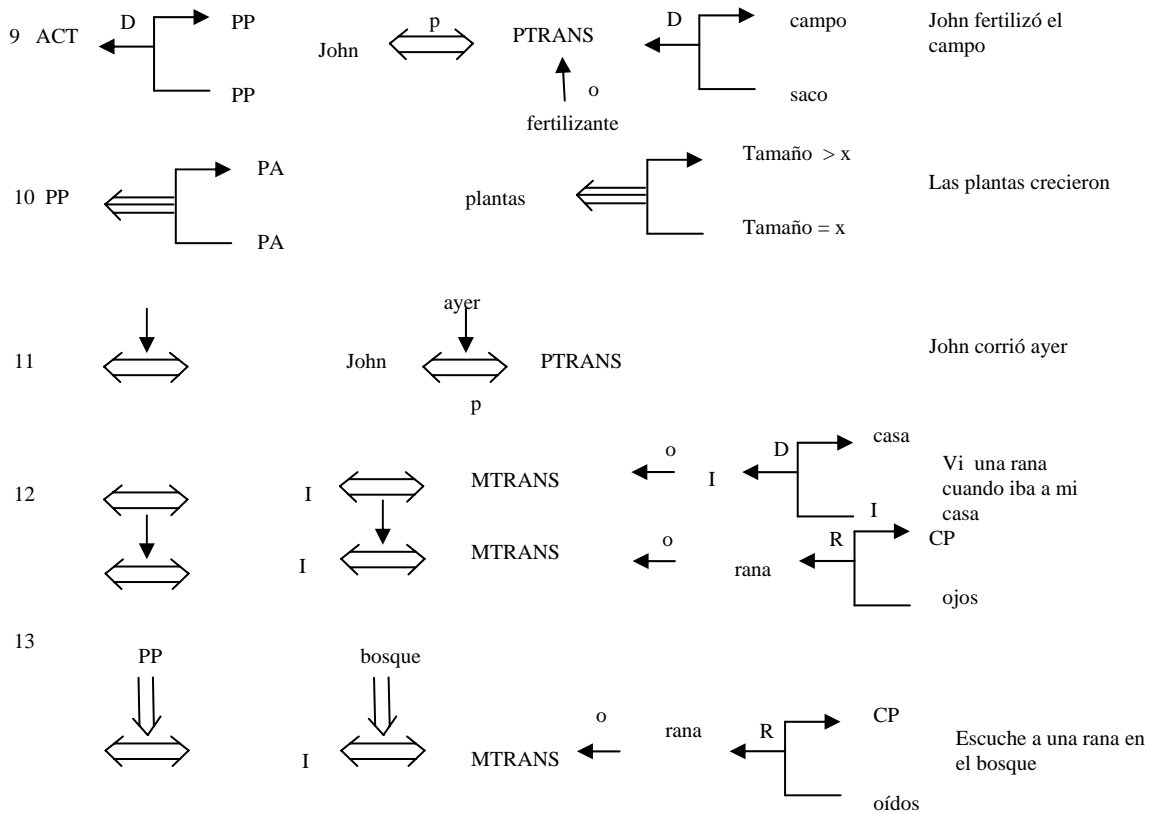 9 ACT
D
PP
PP
John
p
PTRANS
o
fertilizante
D
campo
saco
John fertilizó el
campo
10 PP
PA
PA
plantas
Tamaño > x
Tamaño = x
Las plantas crecieron
11
ayer
John
PTRANS
p
John corrió ayer
12
I
MTRANS
o
I
D
casa
I
I
MTRANS
o
rana
R
CP
ojos
Vi una rana
cuando iba a mi
casa
13
PP
bosque
I
MTRANS
o
rana
R
CP
oídos
Escuche a una rana en
el bosque